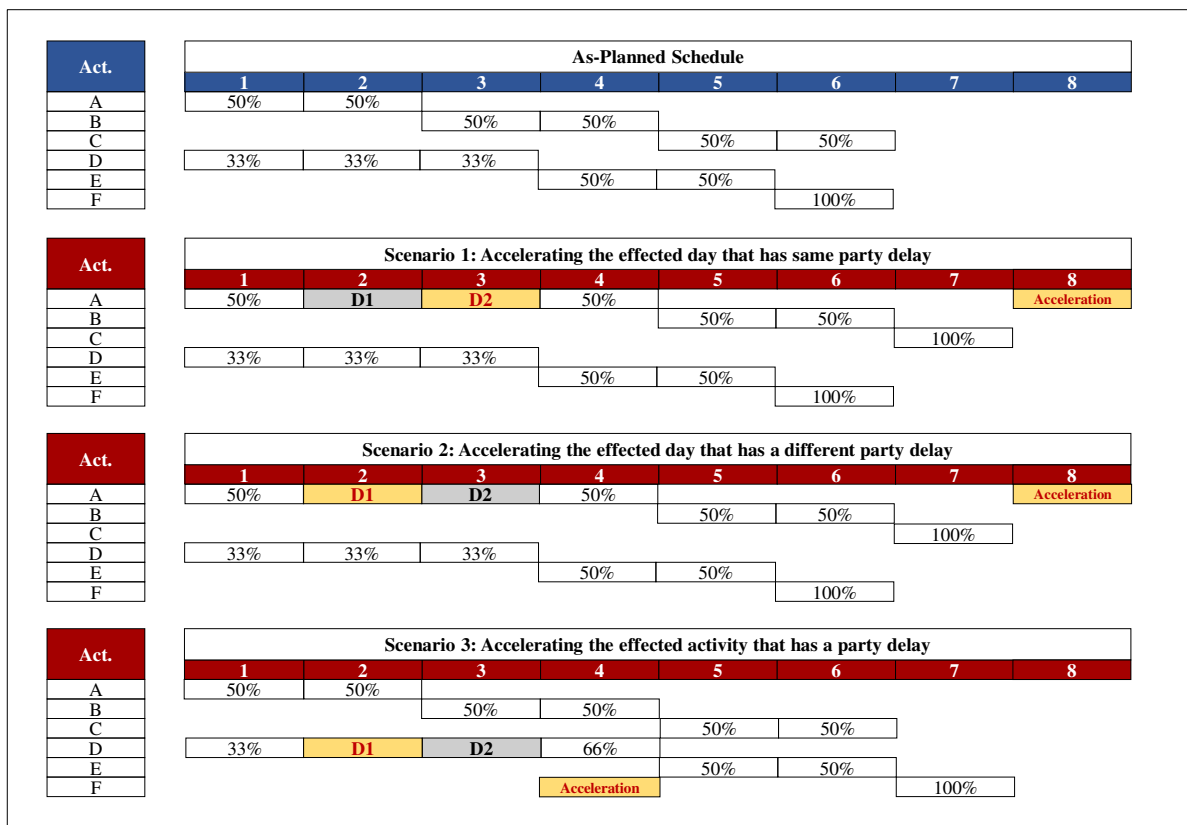 Act. As-Planned Schedule
1 2 3 4 5 6 7 8
A 50% 50%
B 50% 50%
C 50% 50%
D 33% 33% 33%
E 50% 50%
F 100%
Act. Scenario 1: Accelerating the effected day that has same party delay
1 2 3 4 5 6 7 8
A 50% D1 D2 50% Acceleration
B 50% 50%
C 100%
D 33% 33% 33%
E 50% 50%
F 100%
Act. Scenario 2: Accelerating the effected day that has a different party delay
1 2 3 4 5 6 7 8
A 50% D1 D2 50% Acceleration
B 50% 50%
C 100%
D 33% 33% 33%
E 50% 50%
F 100%
Act. Scenario 3: Accelerating the effected activity that has a party delay
1 2 3 4 5 6 7 8
A 50% 50%
B 50% 50%
C 50% 50%
D 33% D1 D2 66%
E 50% 50%
F Acceleration 100%